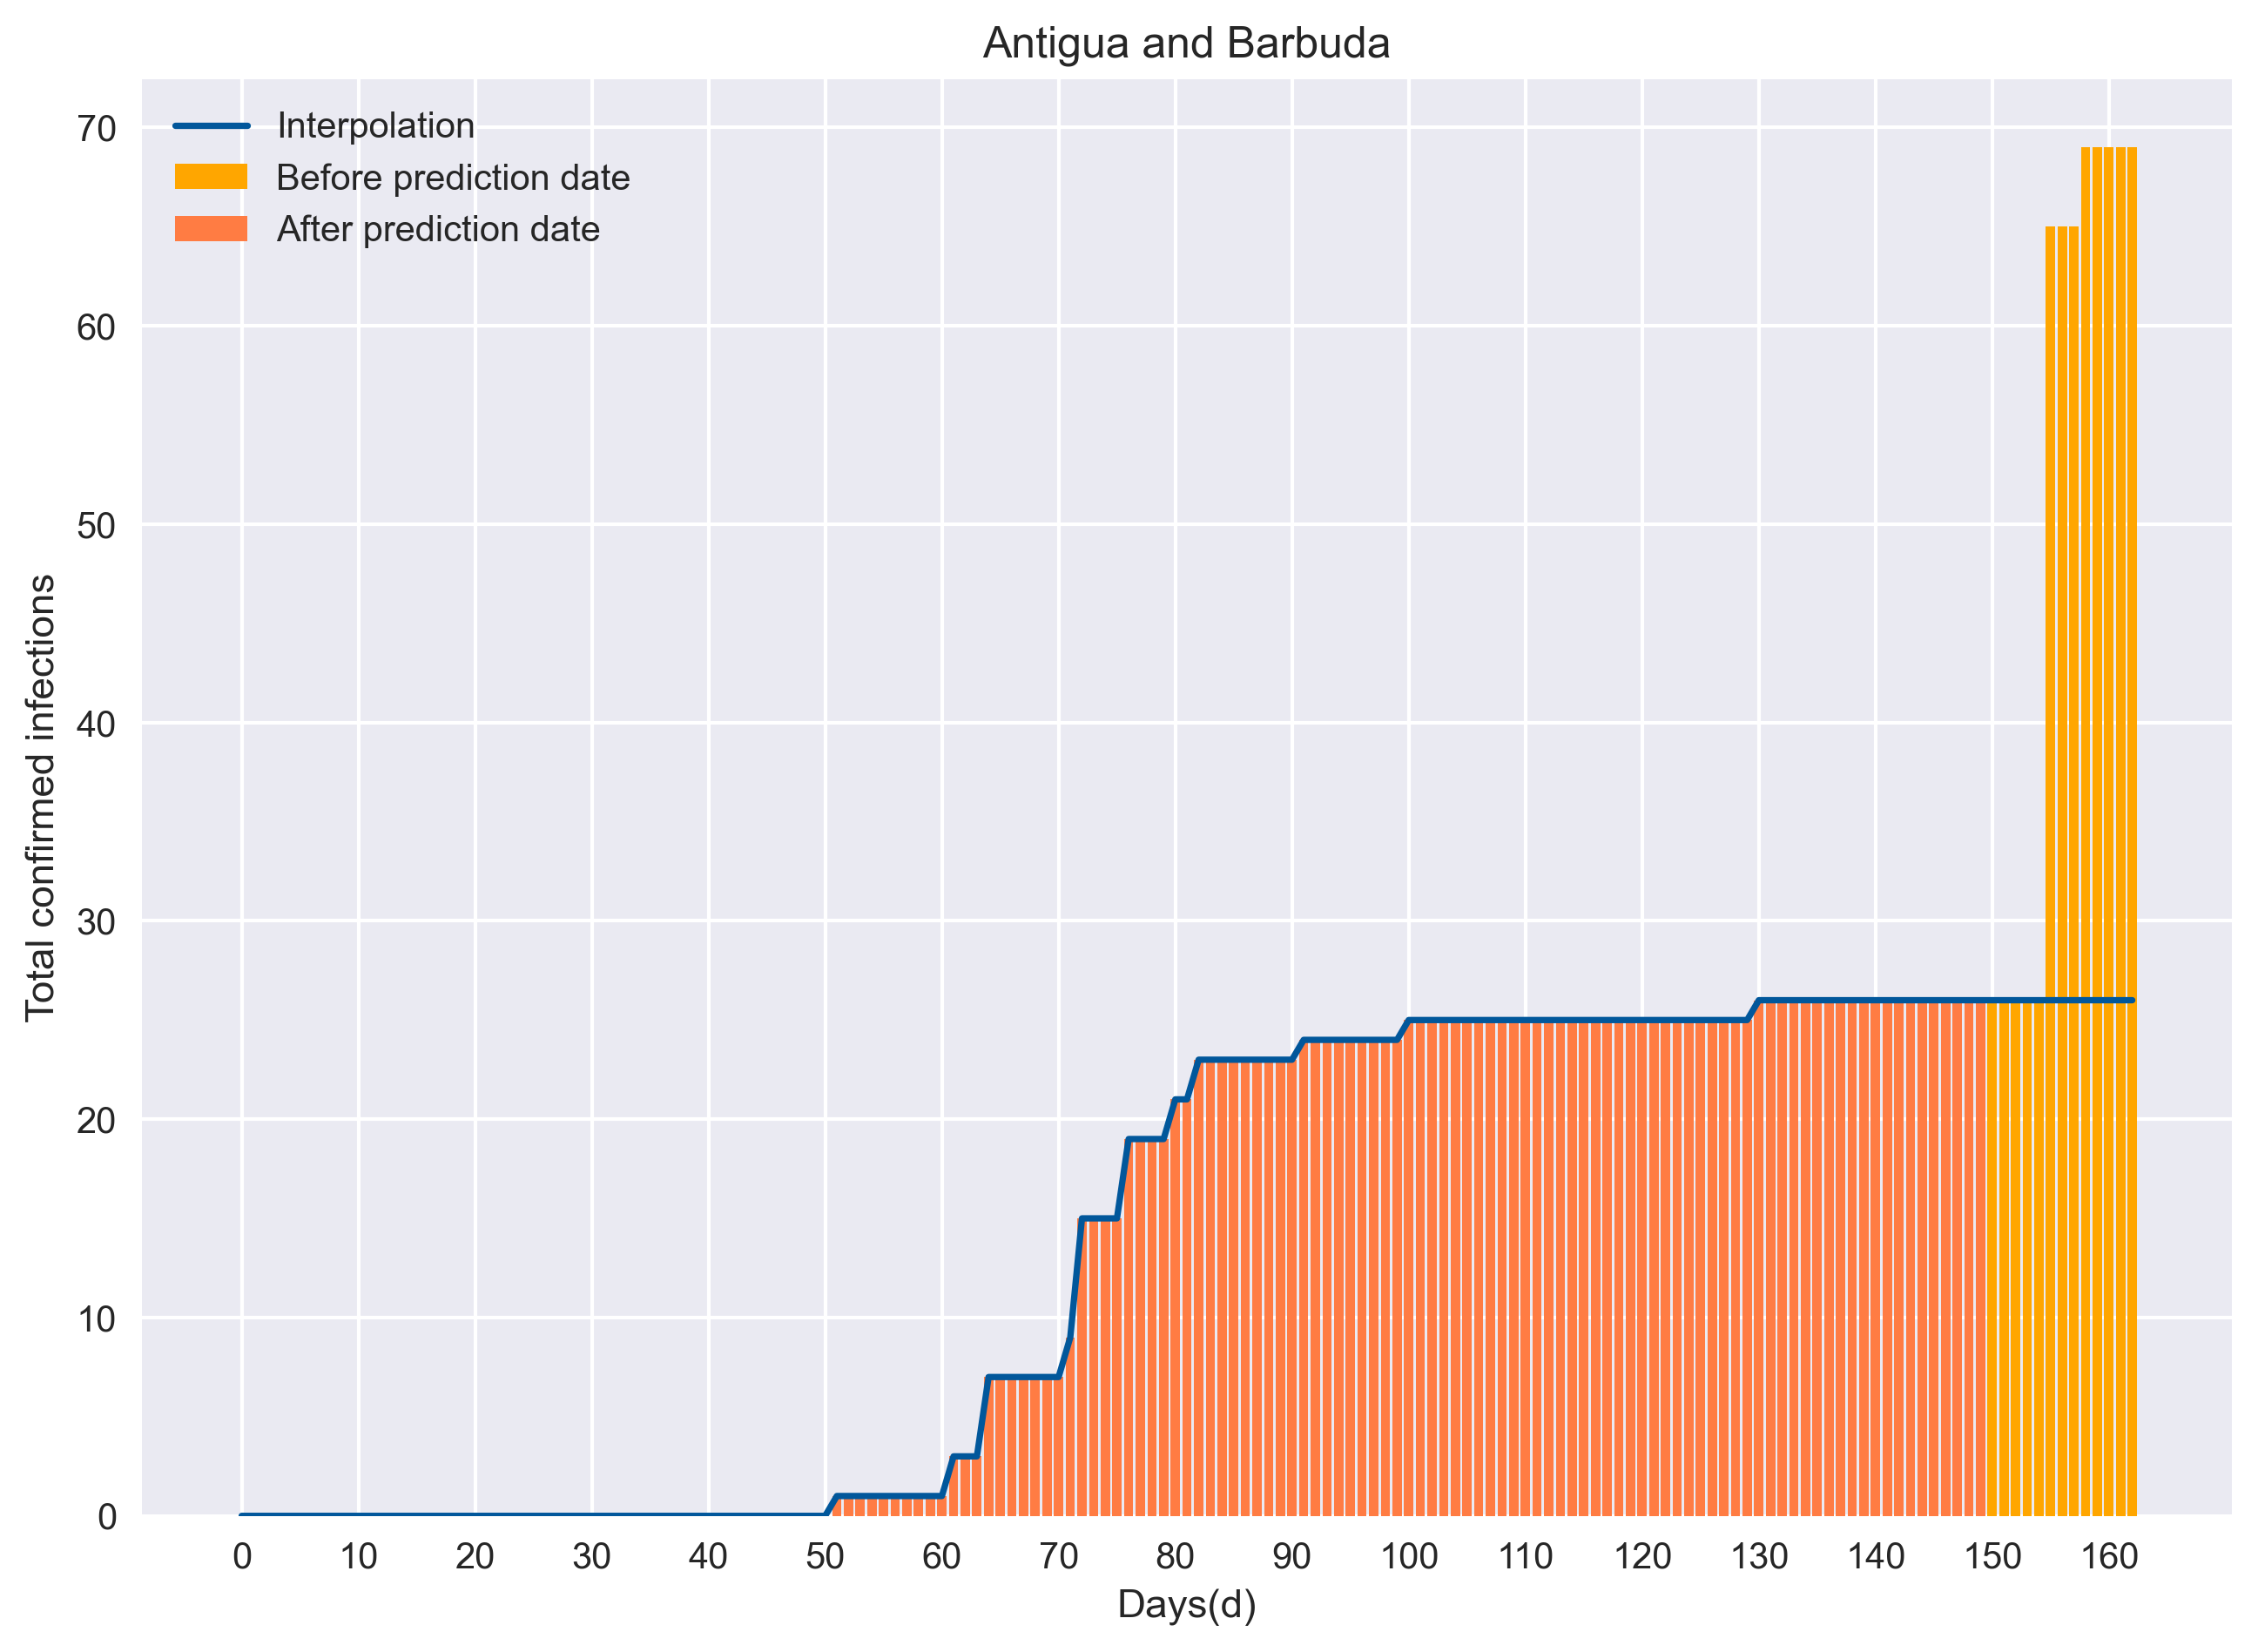 Antigua and Barbuda
Interpolation
Before prediction date
After prediction date
70
60
50
40
30
20
10
0
Total confirmed infections
0 10 20 30 40 50 60 70 80 90 100 110 120 130 140 150 160
Days(d)